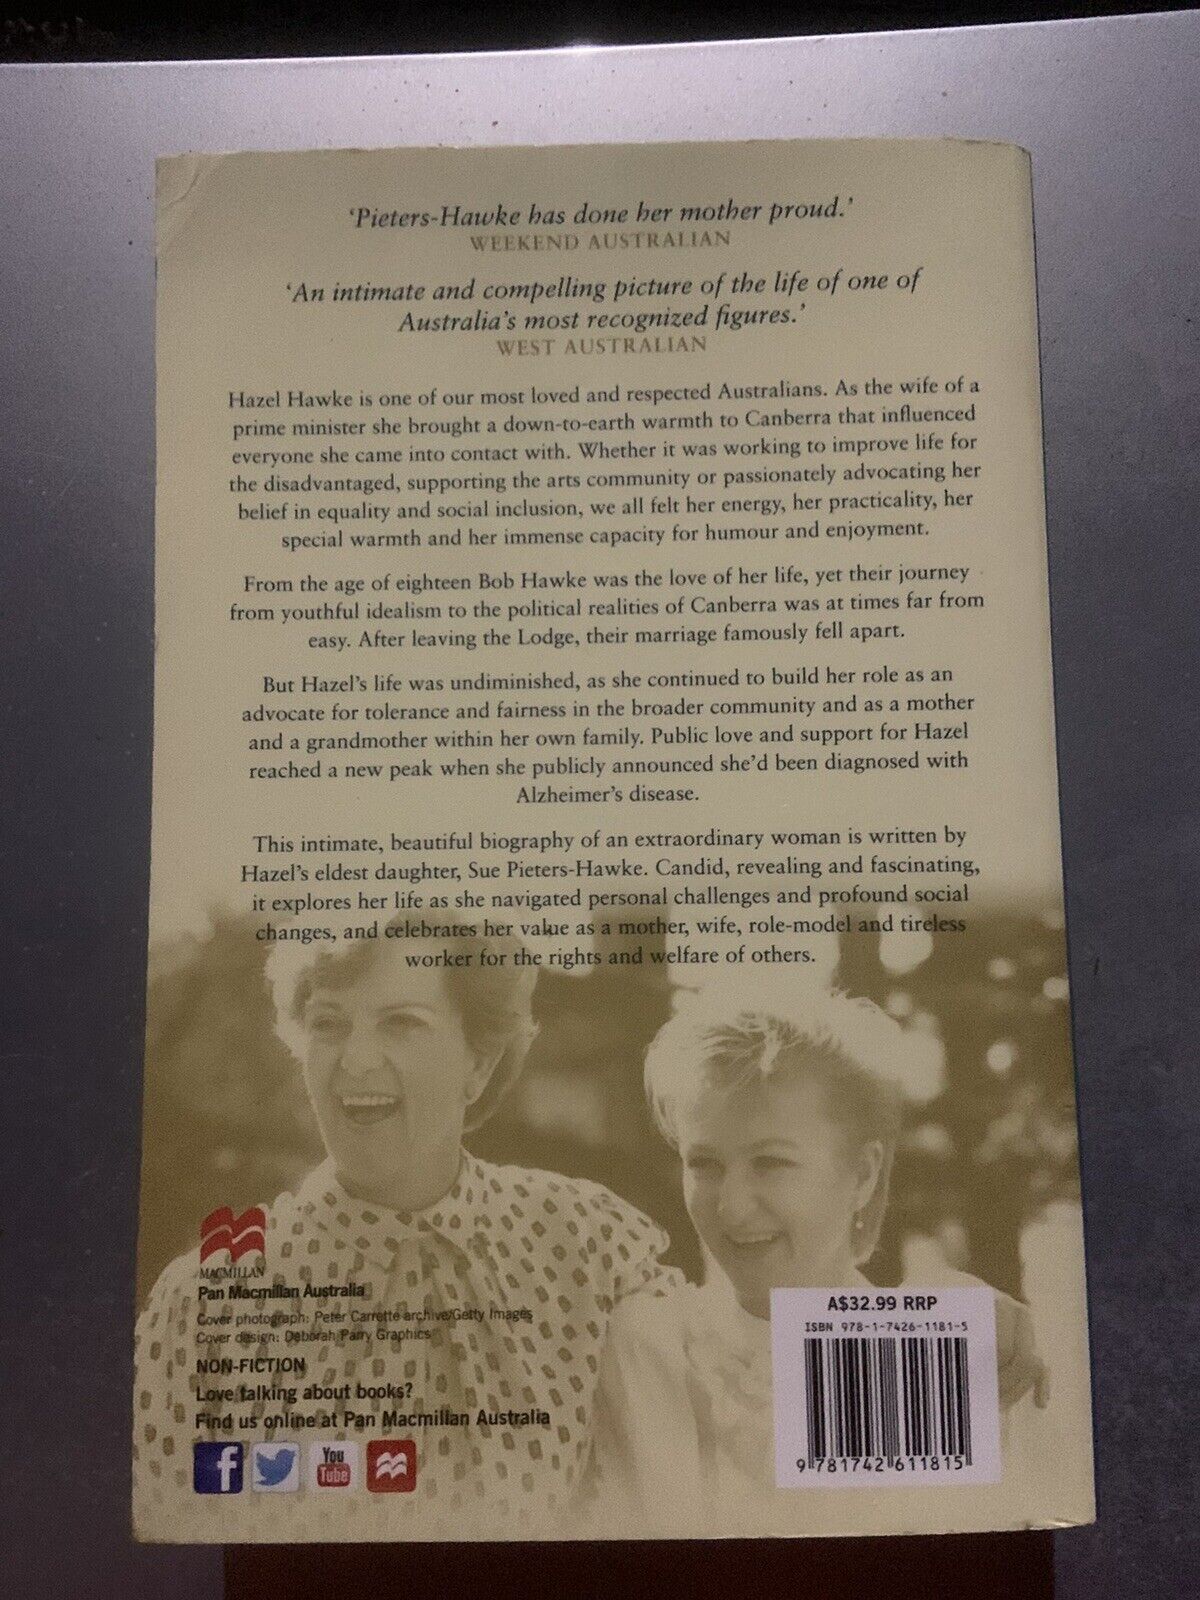 ‘Pieters-Hawke has done her mother proud.’
WEEKEND AUSTRALIAN
‘An intimate and compelling picture of the life of one of
Australia’s most recognized figures.’
WEST AUSTRALIAN
Hazel Hawke is one of our most loved and respected Australians. As the wife of a
prime minister she brought a down-to-earth warmth to Canberra that influenced
everyone she came into contact with. Whether it was working to improve life for
the disadvantaged, supporting the arts community or passionately advocating her
belief in equality and social inclusion, we all felt her energy, her practicality, her
special warmth and her immense capacity for humour and enjoyment.
From the age of eighteen Bob Hawke was the love of her life, yet their journey
from youthful idealism to the political realities of Canberra was at times far from
easy. After leaving the Lodge, their marriage famously fell apart.
But Hazel’s life was undiminished, as she continued to build her role as an
advocate for tolerance and fairness in the broader community and as a mother
and a grandmother within her own family. Public love and support for Hazel
reached a new peak when she publicly announced she’d been diagnosed with
Alzheimer’s disease.
This intimate, beautiful biography of an extraordinary woman is written by
Hazel’s eldest daughter, Sue Pieters-Hawke. Candid, revealing and fascinating,
it explores her life as she navigated personal challenges and profound social
changes, and celebrates her value as a mother, wife, role-model and tireless
worker for the rights and welfare of others.
MACMILLAN
Pan Macmillan Australia
Cover photograph: Peter Carrette archive/Getty Images
Cover design: Deborah Parry Graphics
NON-FICTION
Love talking about books?
Find us online at Pan Macmillan Australia
f
You
Tube
A$32.99 RRP
ISBN 978-1-7426-1181-5
9 781742 611815